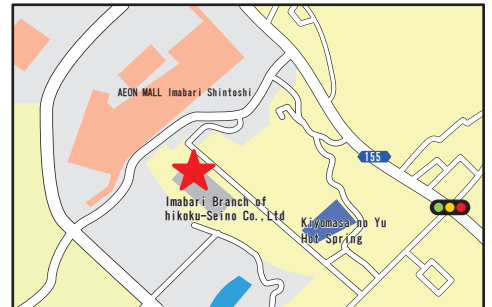 AEON MALL Imabari Shintoshi
155
Imabari Branch of
hikoku-Seino Co.,Ltd
Kiyomasa no Yu
Hot Spring